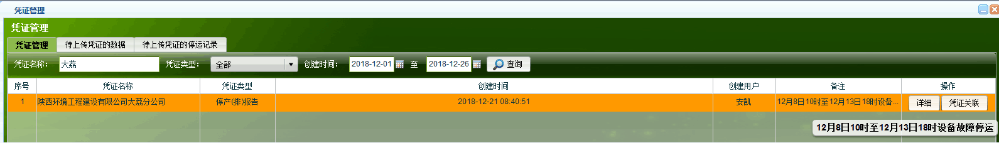 凭证管理
凭证管理
凭证管理 待上传凭证的数据 待上传凭证的停运记录
凭证名称： 大荔 凭证类型： 全部 创建时间： 2018-12-01 至 2018-12-26 查询
序号 凭证名称 凭证类型 创建时间 创建用户 备注 操作
1 陕西环境工程建设有限公司大荔分公司 停产(排)报告 2018-12-21 08:40:51 安凯 12月8日10时至12月13日18时设备... 详细 凭证关联
12月8日10时至12月13日18时设备故障停运